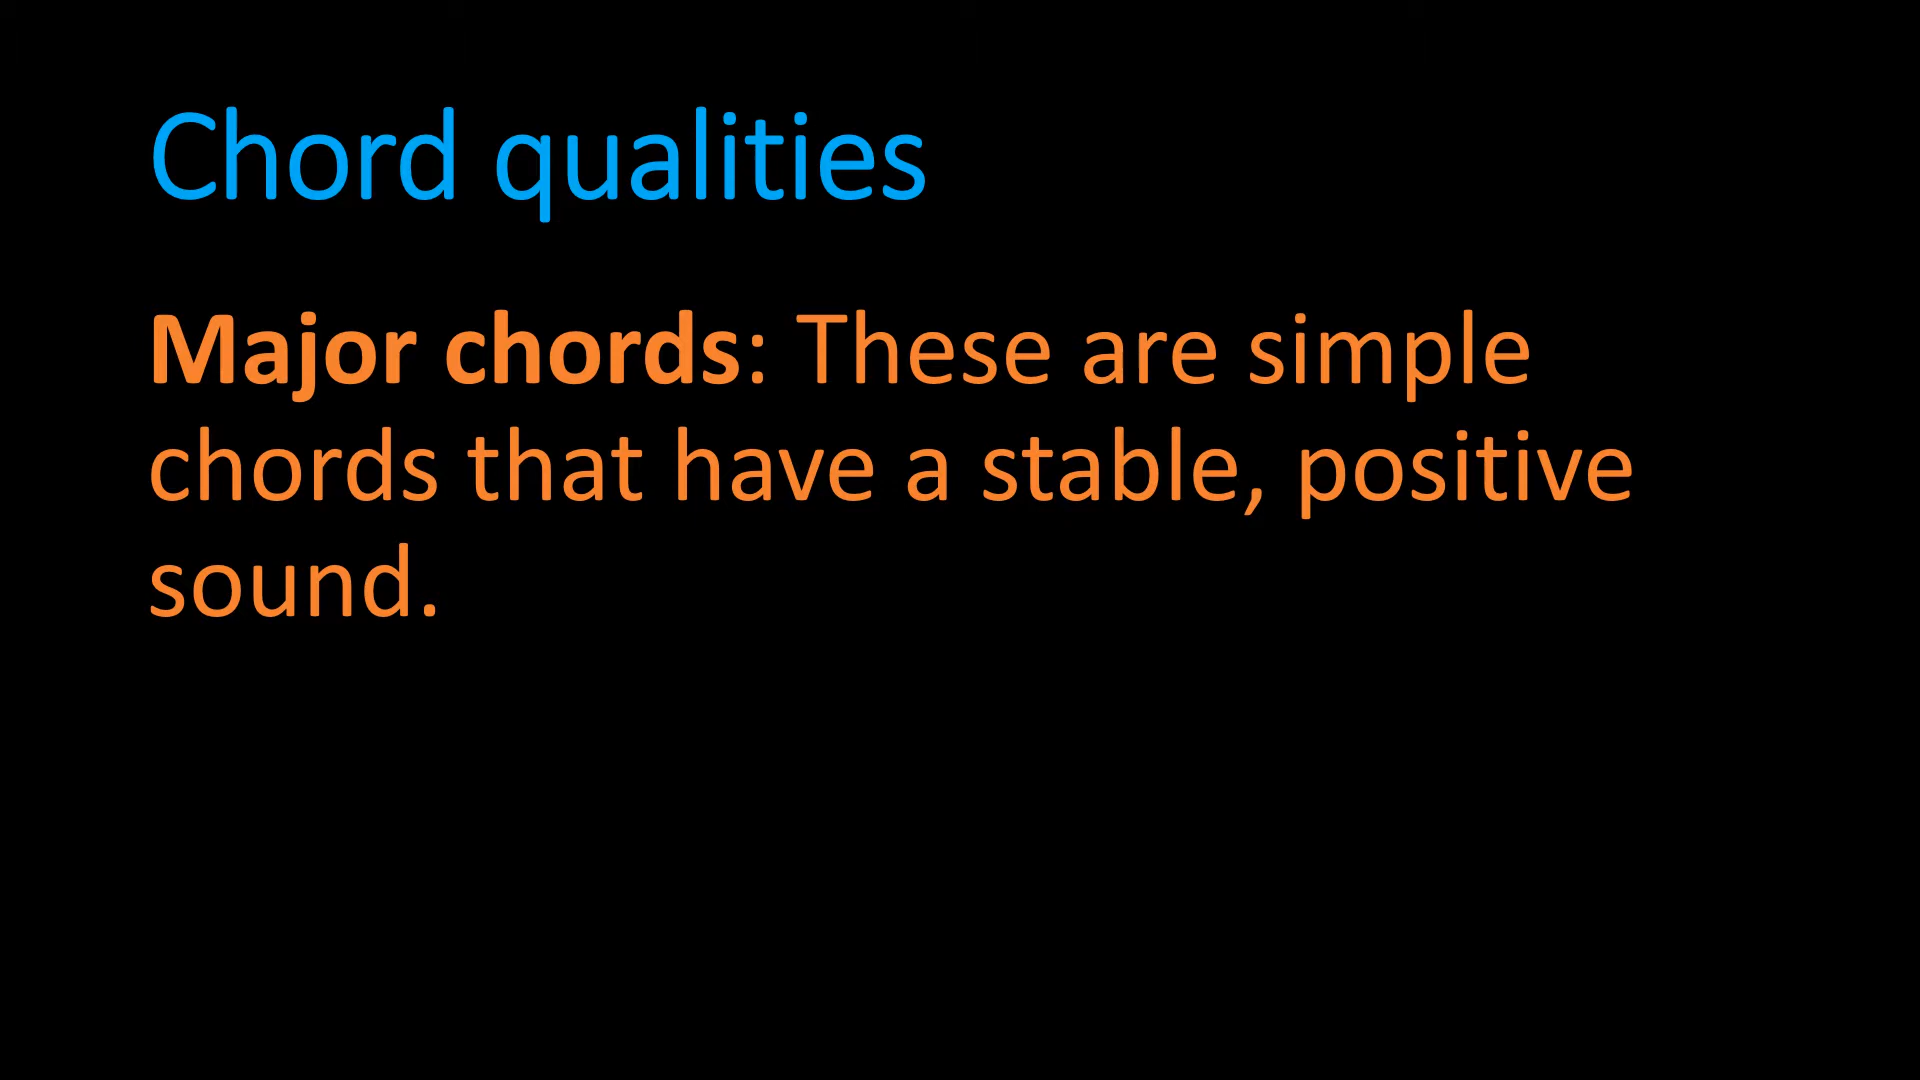 Chord qualities
Major chords: These are simple
chords that have a stable, positive
sound.